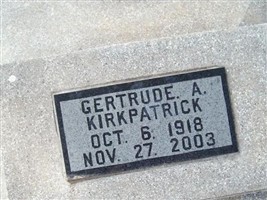 GERTRUDE. A.
KIRKPATRICK
OCT. 6. 1918
NOV. 27. 2003